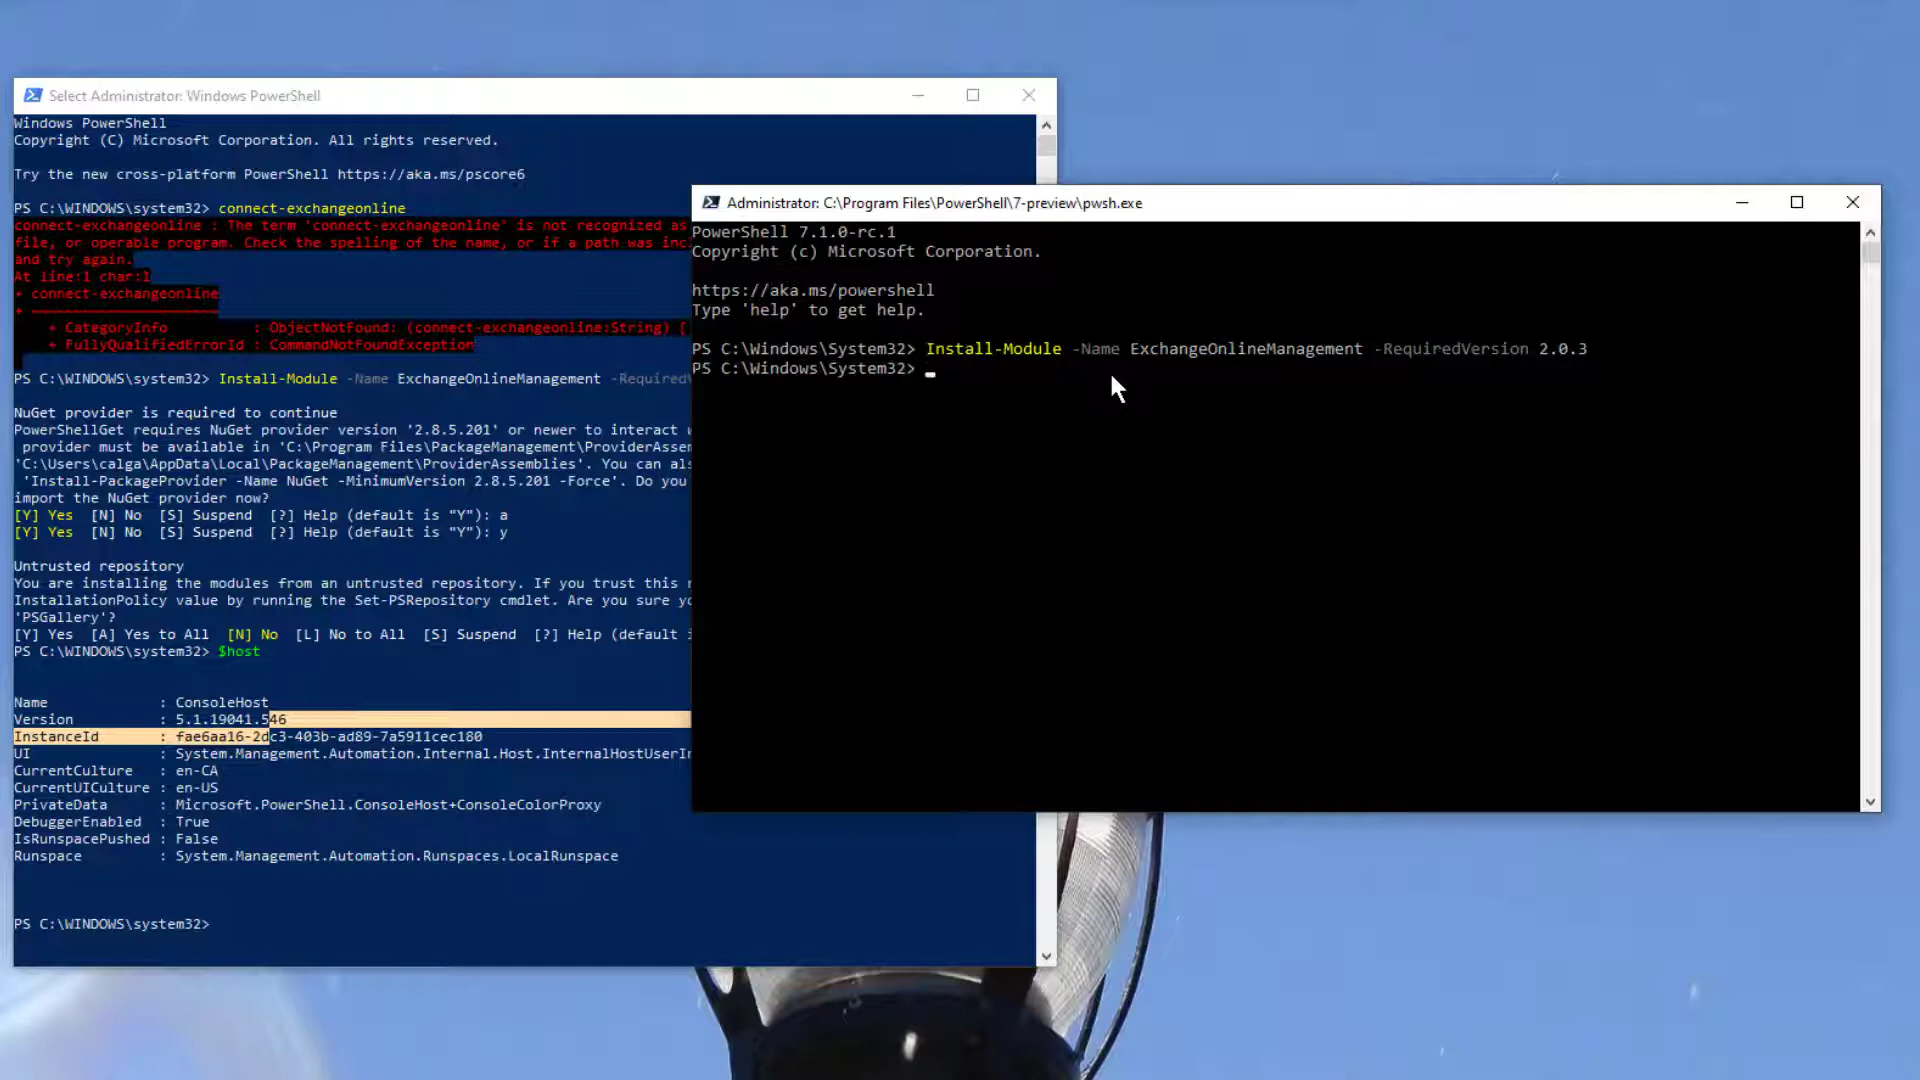 Select Administrator: Windows PowerShell
Windows PowerShell
Copyright (C) Microsoft Corporation. All rights reserved.
Try the new cross-platform PowerShell https://aka.ms/pscore6
PS C:\WINDOWS\system32> connect-exchangeonline
connect-exchangeonline : The term 'connect-exchangeonline' is not recognized as
file, or operable program. Check the spelling of the name, or if a path was incl
and try again.
At line:1 char:1
+ connect-exchangeonline
+ ~~~~~~~~~~~~~~~~~~~~~~
+ CategoryInfo : ObjectNotFound: (connect-exchangeonline:String) [
+ FullyQualifiedErrorId : CommandNotFoundException
PS C:\WINDOWS\system32> Install-Module -Name ExchangeOnlineManagement -Required
NuGet provider is required to continue
PowerShellGet requires NuGet provider version '2.8.5.201' or newer to interact
provider must be available in 'C:\Program Files\PackageManagement\ProviderAssem
'C:\Users\calga\AppData\Local\PackageManagement\ProviderAssemblies'. You can als
'Install-PackageProvider -Name NuGet -MinimumVersion 2.8.5.201 -Force'. Do you
import the NuGet provider now?
[Y] Yes [N] No [S] Suspend [?] Help (default is "Y"): a
[Y] Yes [N] No [S] Suspend [?] Help (default is "Y"): y
Untrusted repository
You are installing the modules from an untrusted repository. If you trust this
InstallationPolicy value by running the Set-PSRepository cmdlet. Are you sure yo
'PSGallery'?
[Y] Yes [A] Yes to All [N] No [L] No to All [S] Suspend [?] Help (default i
PS C:\WINDOWS\system32> $host
Name : ConsoleHost
Version : 5.1.19041.546
InstanceId : fae6aa16-2dc3-403b-ad89-7a5911cec180
UI : System.Management.Automation.Internal.Host.InternalHostUserIn
CurrentCulture : en-CA
CurrentUICulture : en-US
PrivateData : Microsoft.PowerShell.ConsoleHost+ConsoleColorProxy
DebuggerEnabled : True
IsRunspacePushed : False
Runspace : System.Management.Automation.Runspaces.LocalRunspace
PS C:\WINDOWS\system32>
Administrator: C:\Program Files\PowerShell\7-preview\pwsh.exe
PowerShell 7.1.0-rc.1
Copyright (c) Microsoft Corporation.
https://aka.ms/powershell
Type 'help' to get help.
PS C:\Windows\System32> Install-Module -Name ExchangeOnlineManagement -RequiredVersion 2.0.3
PS C:\Windows\System32>